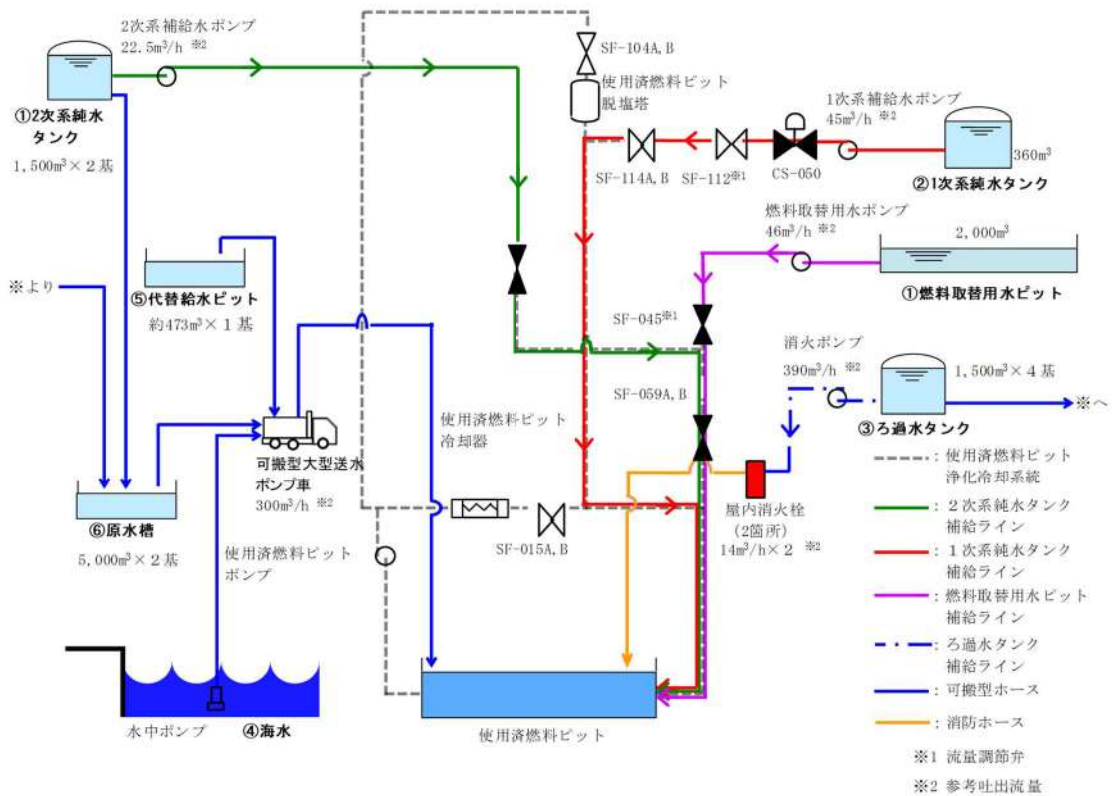 2次系補給水ポンプ
22.5m³/h ※2
①2次系純水
タンク
1,500m³×2基
SF-104A,B
使用済燃料ピット
脱塩塔
1次系補給水ポンプ
45m³/h ※2
360m³
SF-114A,B
SF-112※1
CS-050
②1次系純水タンク
燃料取替用水ポンプ
46m³/h ※2
2,000m³
①燃料取替用水ピット
※より
⑤代替給水ピット
約473m³×1基
SF-045※1
消火ポンプ
390m³/h ※2
1,500m³×4基
※へ
③ろ過水タンク
SF-059A,B
使用済燃料ピット
冷却器
可搬型大型送水
ポンプ車
300m³/h ※2
⑥原水槽
5,000m³×2基
SF-015A,B
屋内消火栓
(2箇所)
14m³/h×2 ※2
使用済燃料ピット
ポンプ
水中ポンプ
④海水
使用済燃料ピット
:使用済燃料ピット
浄化冷却系統
:2次系純水タンク
補給ライン
:1次系純水タンク
補給ライン
:燃料取替用水ピット
補給ライン
:ろ過水タンク
補給ライン
:可搬型ホース
:消防ホース
※1 流量調節弁
※2 参考吐出流量